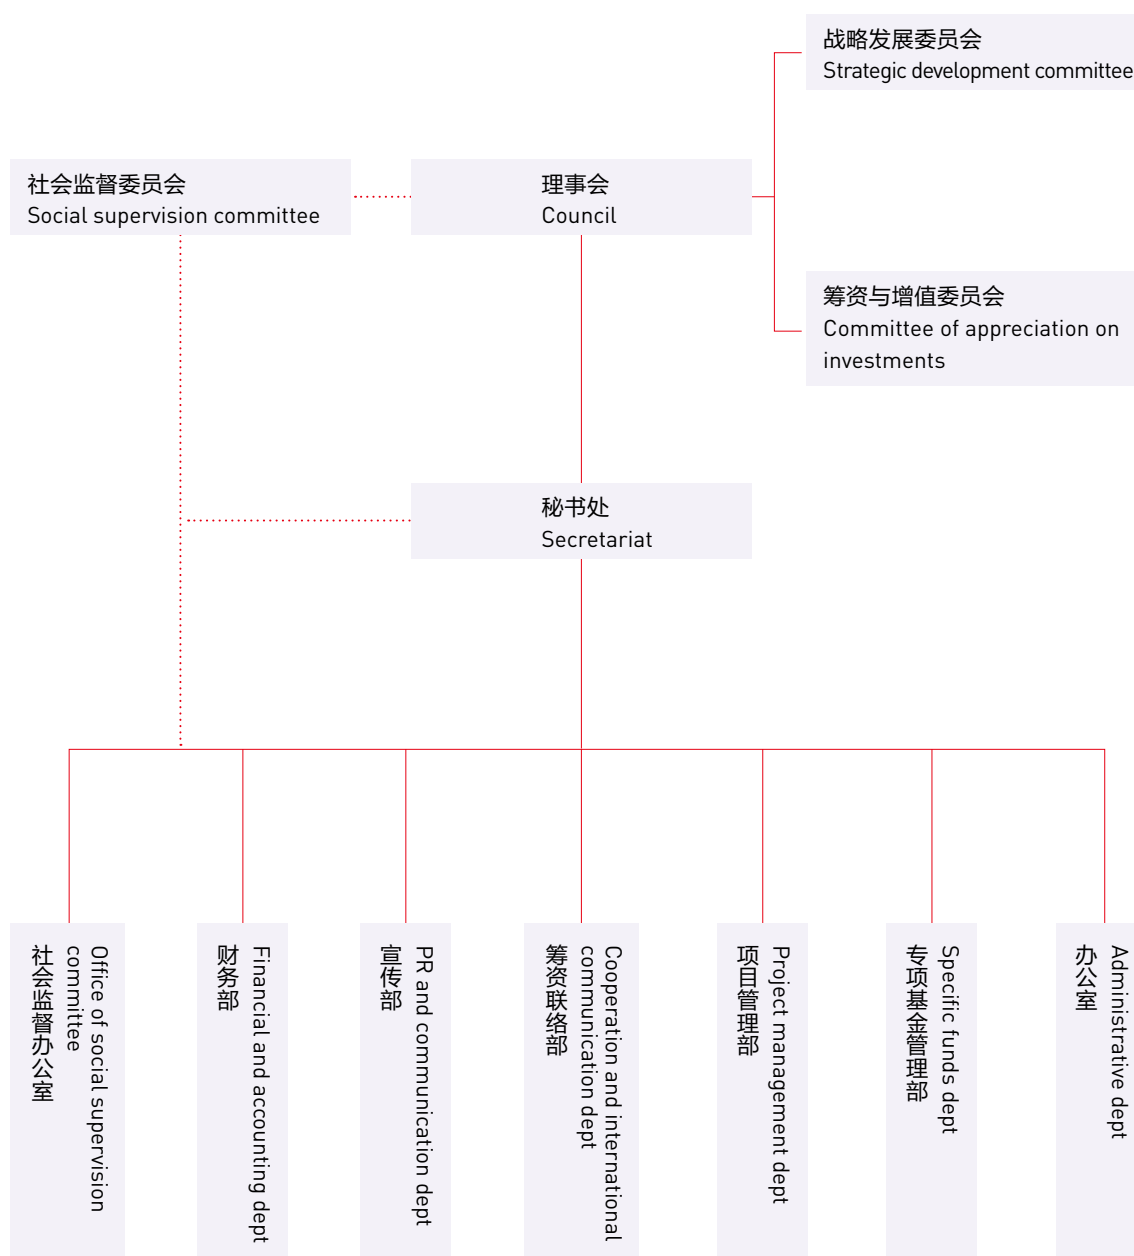 战略发展委员会
Strategic development committee
社会监督委员会
Social supervision committee
理事会
Council
筹资与增值委员会
Committee of appreciation on
investments
秘书处
Secretariat
Office of social supervision
committee
社会监督办公室
Financial and accounting dept
财务部
PR and communication dept
宣传部
Cooperation and international
communication dept
筹资联络部
Project management dept
项目管理部
Specific funds dept
专项基金管理部
Administrative dept
办公室